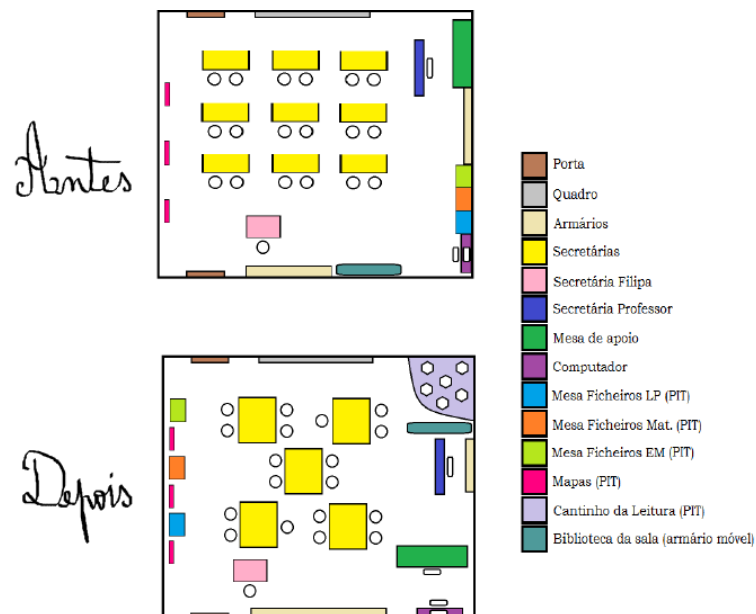 Antes
Porta
Quadro
Armários
Secretárias
Secretária Filipa
Secretária Professor
Mesa de apoio
Computador
Mesa Ficheiros LP (PIT)
Mesa Ficheiros Mat. (PIT)
Mesa Ficheiros EM (PIT)
Mapas (PIT)
Cantinho da Leitura (PIT)
Biblioteca da sala (armário móvel)
Depois